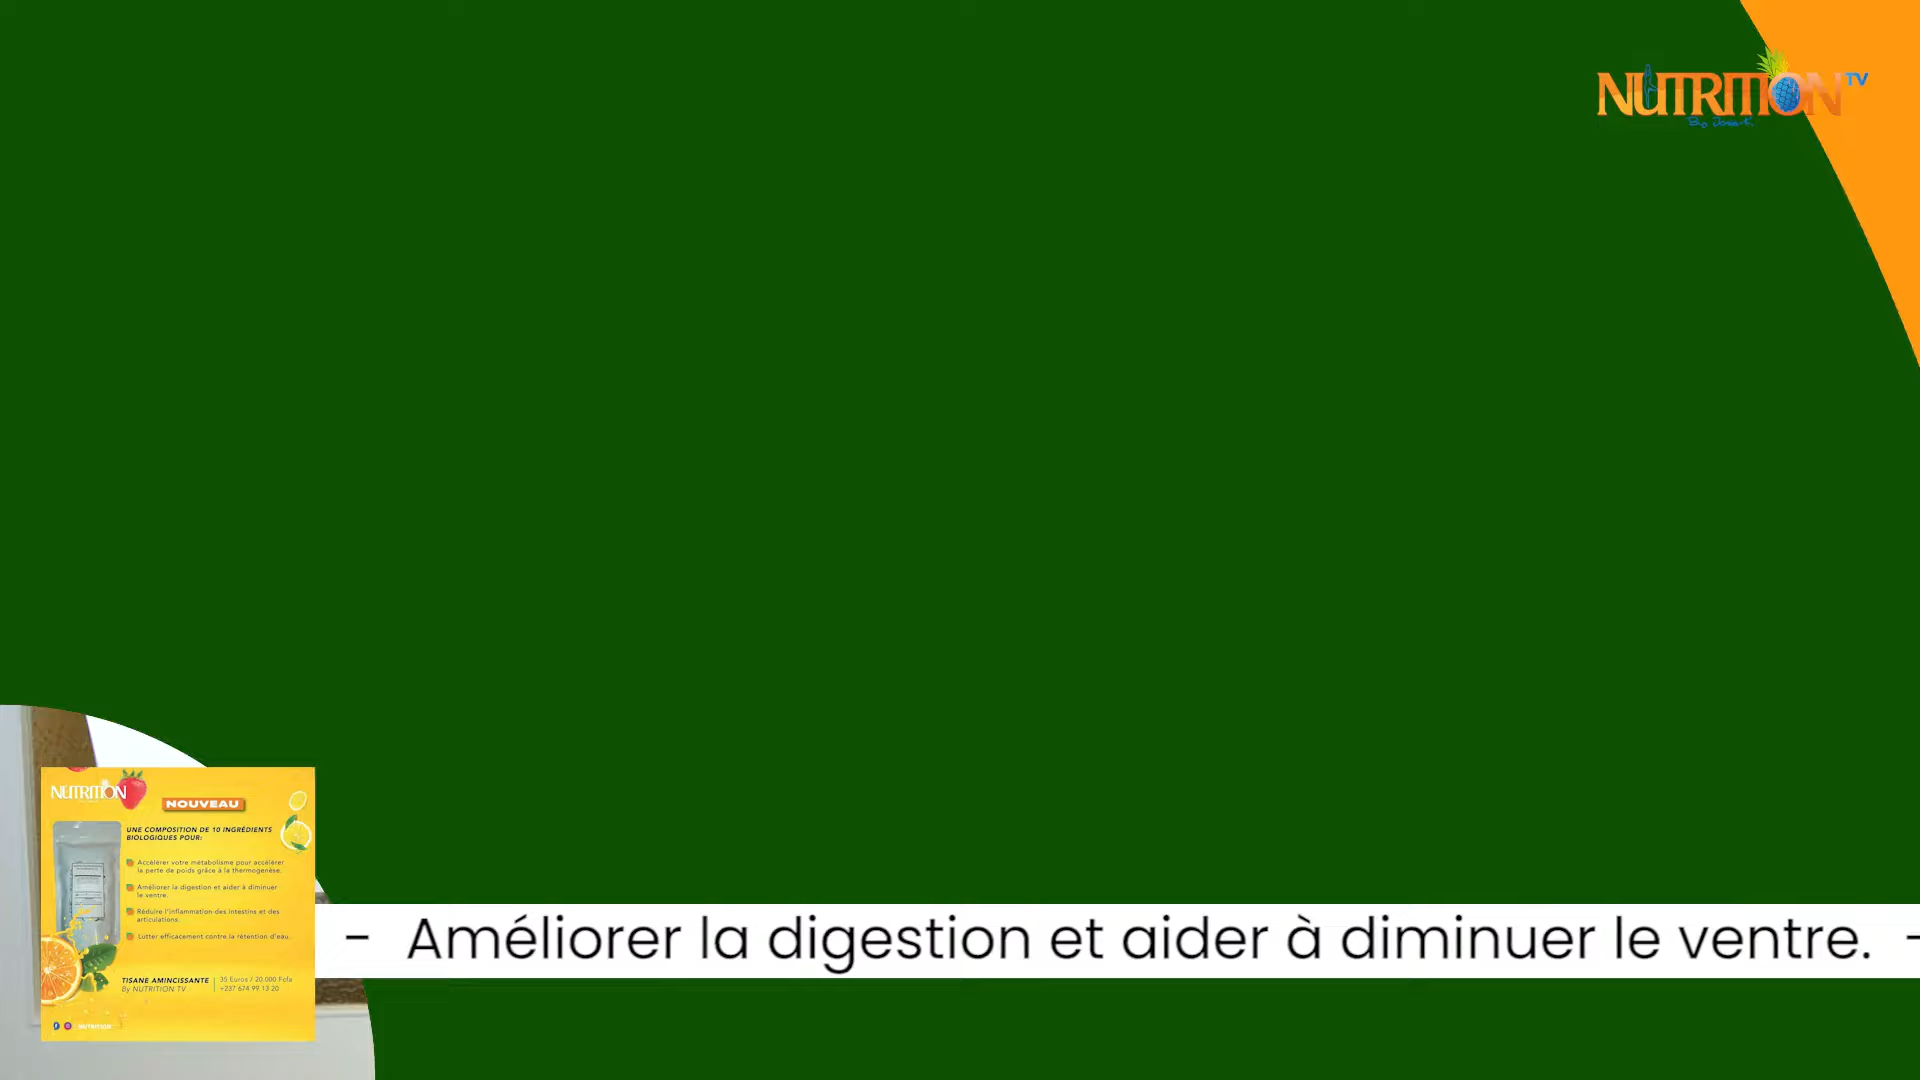 NUTRITION TV
NUTRITION
NOUVEAU
UNE COMPOSITION DE 10 INGRÉDIENTS
BIOLOGIQUES POUR:
Accélérer votre métabolisme pour accélérer
la perte de poids grâce à la thermogenèse.
Améliorer la digestion et aider à diminuer
le ventre.
Réduire l'inflammation des intestins et des
articulations.
Lutter efficacement contre la rétention d'eau.
TISANE AMINCISSANTE
By NUTRITION TV
35 Euros / 20 000 Fcfa
+237 674 99 13 20
NUTRITION
- Améliorer la digestion et aider à diminuer le ventre. -